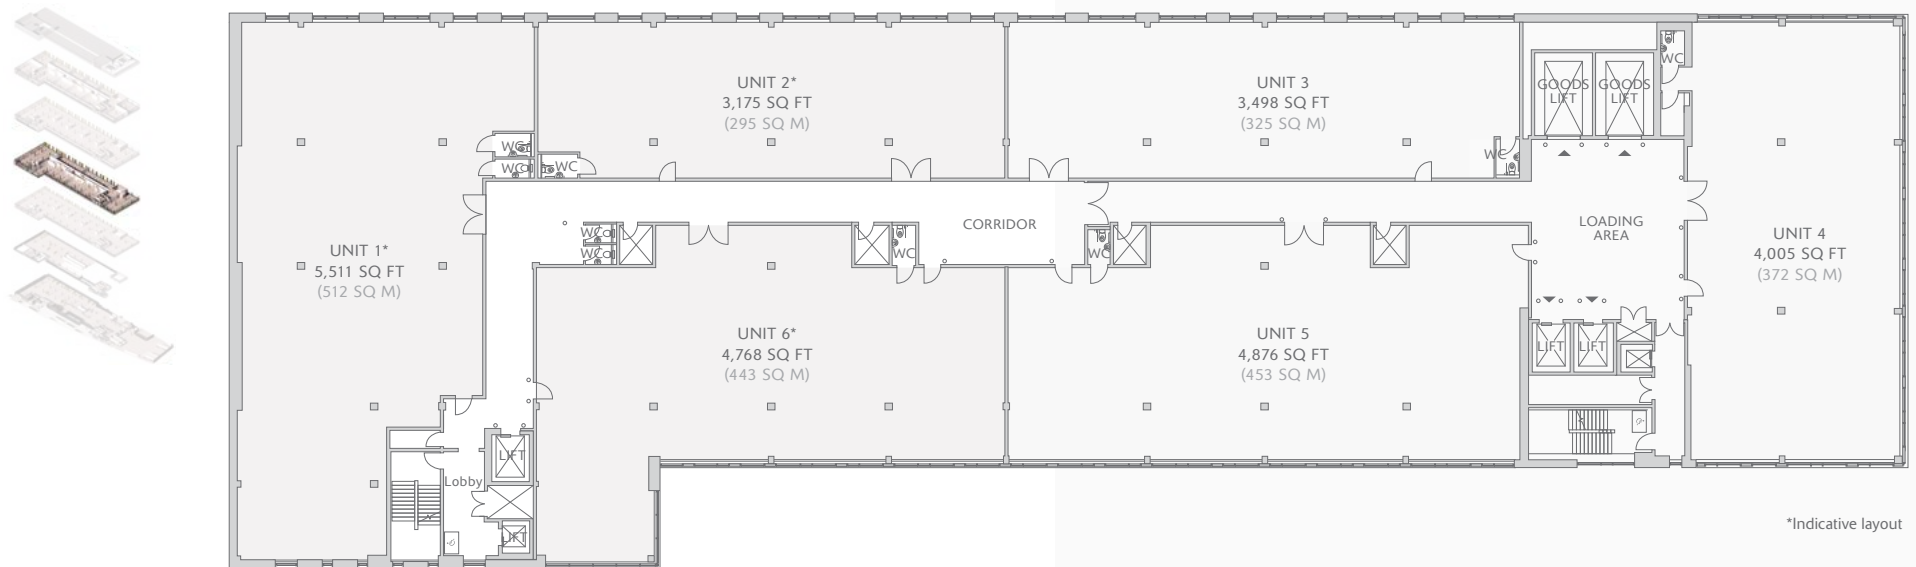 UNIT 2*
3,175 SQ FT
(295 SQ M)
UNIT 3
3,498 SQ FT
(325 SQ M)
GOODS
LIFT
GOODS
LIFT
WC
WC
WC
WC
WC
UNIT 1*
5,511 SQ FT
(512 SQ M)
WC
WC
WC
CORRIDOR
WC
LOADING
AREA
UNIT 4
4,005 SQ FT
(372 SQ M)
UNIT 6*
4,768 SQ FT
(443 SQ M)
UNIT 5
4,876 SQ FT
(453 SQ M)
LIFT
LIFT
LIFT
Lobby
LIFT
*Indicative layout